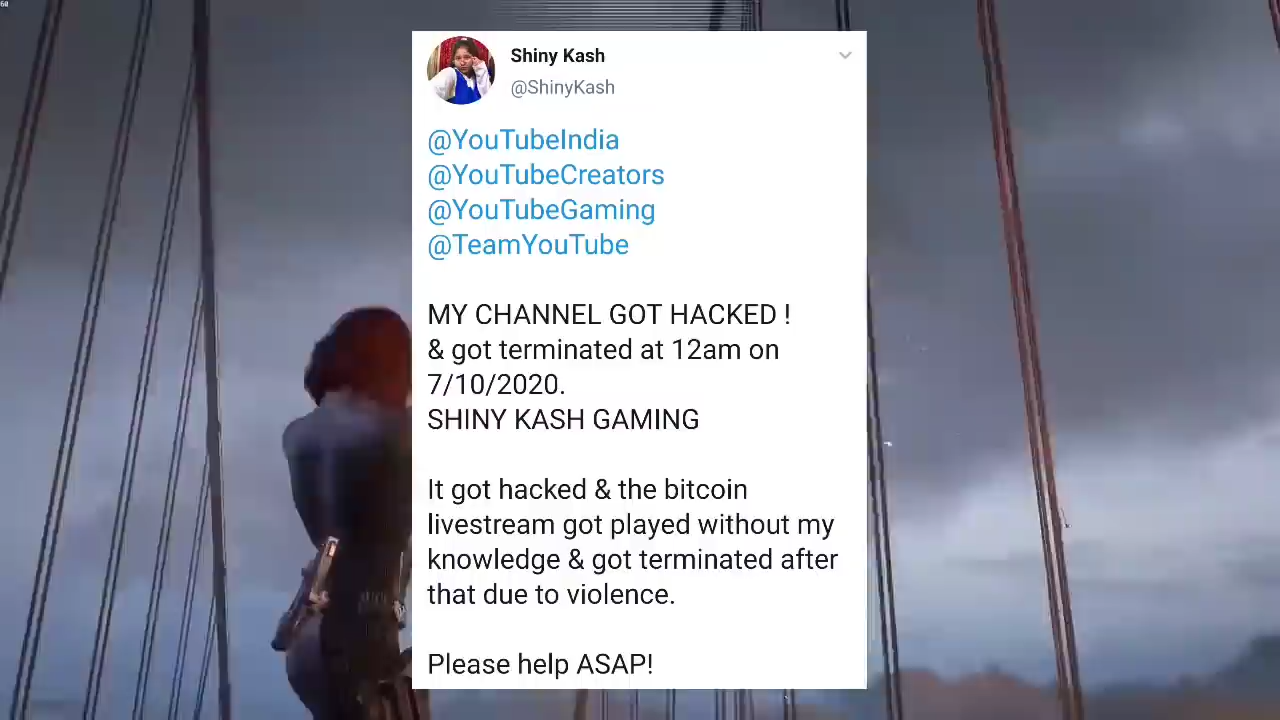 60
Shiny Kash
@ShinyKash
@YouTubeIndia
@YouTubeCreators
@YouTubeGaming
@TeamYouTube
MY CHANNEL GOT HACKED !
& got terminated at 12am on
7/10/2020.
SHINY KASH GAMING
It got hacked & the bitcoin
livestream got played without my
knowledge & got terminated after
that due to violence.
Please help ASAP!